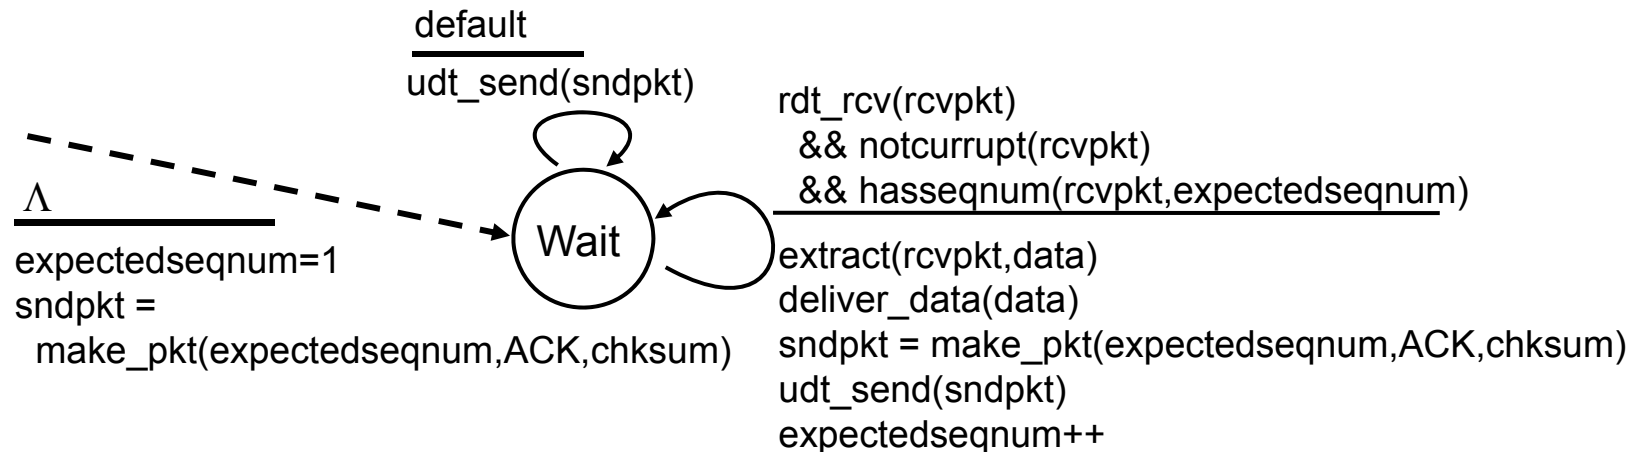 default
udt_send(sndpkt)
Λ
expectedseqnum=1
sndpkt =
make_pkt(expectedseqnum,ACK,chksum)
Wait
rdt_rcv(rcvpkt)
&& notcurrupt(rcvpkt)
&& hasseqnum(rcvpkt,expectedseqnum)
extract(rcvpkt,data)
deliver_data(data)
sndpkt = make_pkt(expectedseqnum,ACK,chksum)
udt_send(sndpkt)
expectedseqnum++